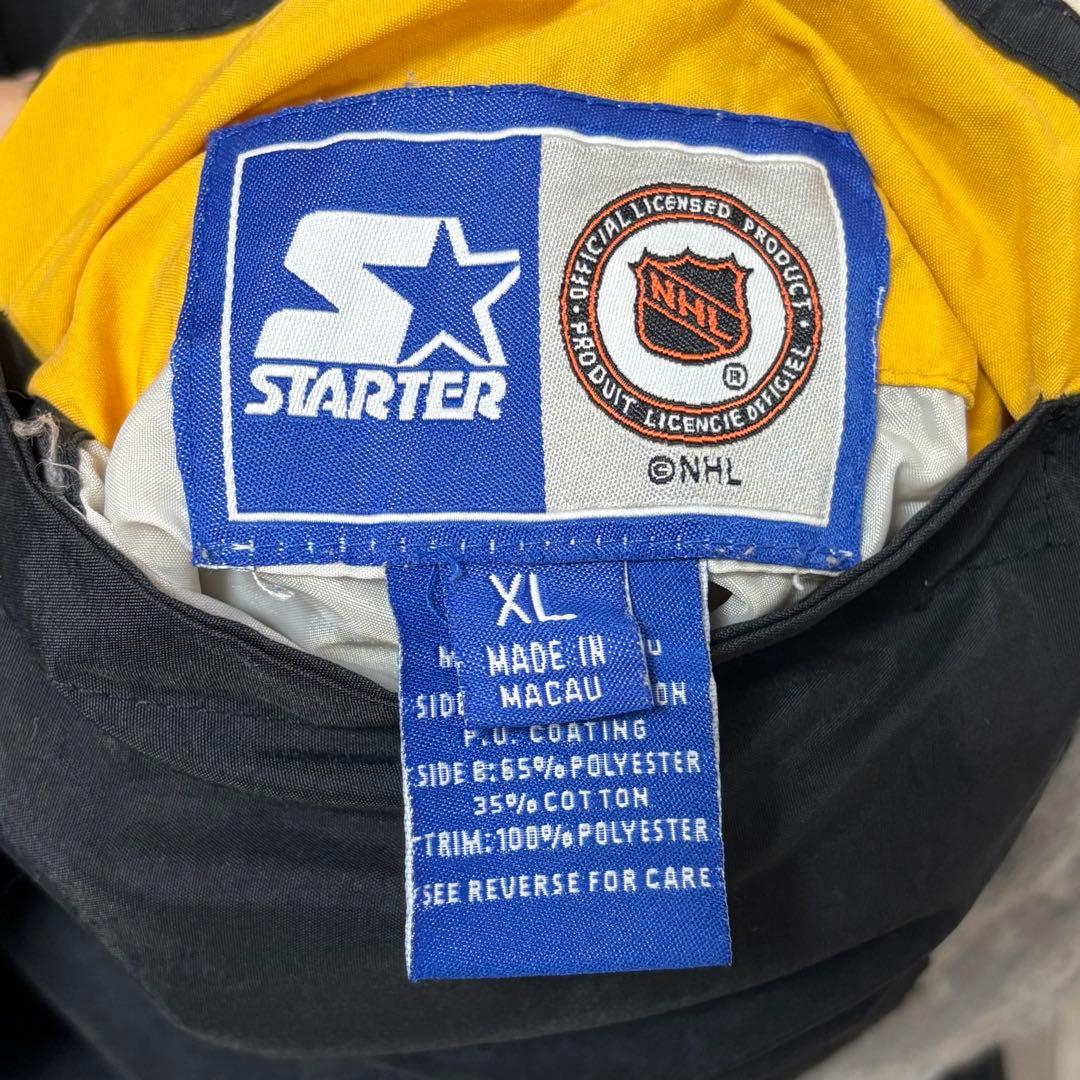 STARTER
· OFFICIAL LICENSED PRODUCT ·
NHL
®
PRODUIT LICENCIE OFFICIEL
©NHL
XL
MADE IN
MACAU
P.U. COATING
SIDE B: 65% POLYESTER
35% COTTON
TRIM: 100% POLYESTER
SEE REVERSE FOR CARE